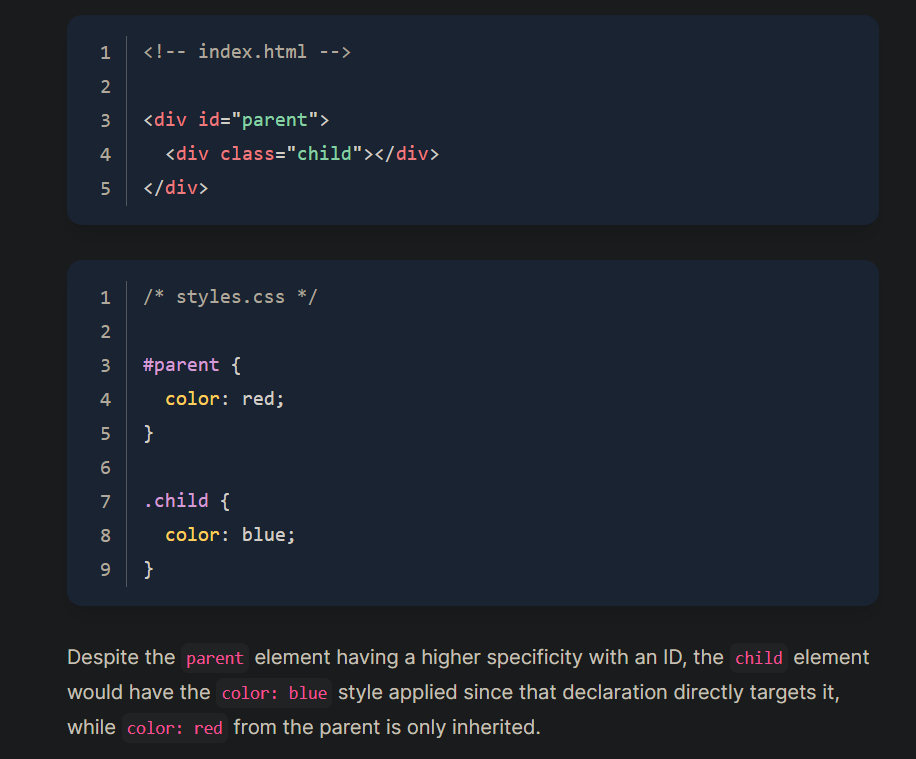 1 <!-- index.html -->
2
3 <div id="parent">
4   <div class="child"></div>
5 </div>
1 /* styles.css */
2
3 #parent {
4   color: red;
5 }
6
7 .child {
8   color: blue;
9 }
Despite the parent element having a higher specificity with an ID, the child element
would have the color: blue style applied since that declaration directly targets it,
while color: red from the parent is only inherited.